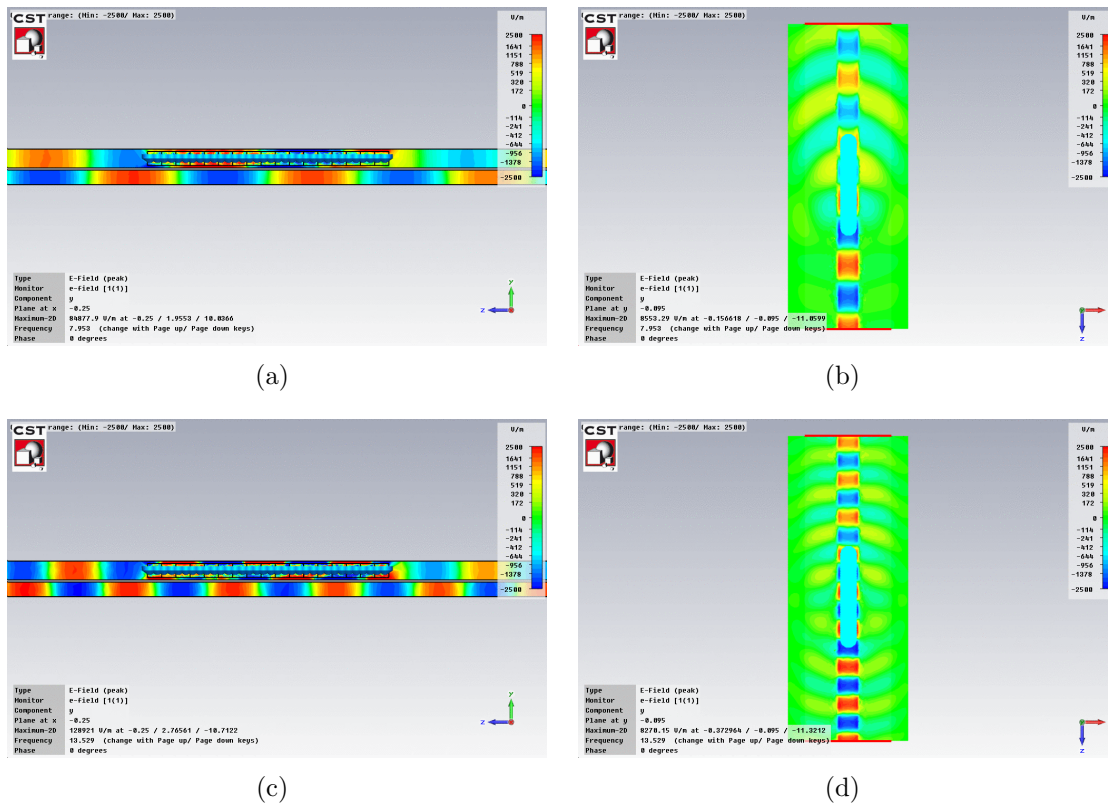 CST range: (Min: -2500/ Max: 2500)
V/m
2500
1641
1151
788
519
320
172
0
-114
-241
-412
-644
-956
-1378
-2500
Type E-Field (peak)
Monitor e-field [1(1)]
Component y
Plane at x -0.25
Maximum-2D 84077.9 V/m at -0.25 / 1.9553 / 10.0366
Frequency 7.953 (change with Page up/ Page down keys)
Phase 0 degrees
y
z
(a)
CST range: (Min: -2500/ Max: 2500)
V/m
2500
1641
1151
788
519
320
172
0
-114
-241
-412
-644
-956
-1378
-2500
Type E-Field (peak)
Monitor e-field [1(1)]
Component y
Plane at y -0.095
Maximum-2D 8553.29 V/m at -0.156618 / -0.095 / -11.0599
Frequency 7.953 (change with Page up/ Page down keys)
Phase 0 degrees
z
(b)
CST range: (Min: -2500/ Max: 2500)
V/m
2500
1641
1151
788
519
320
172
0
-114
-241
-412
-644
-956
-1378
-2500
Type E-Field (peak)
Monitor e-field [1(1)]
Component y
Plane at x -0.25
Maximum-2D 128921 V/m at -0.25 / 2.76561 / -10.7122
Frequency 13.529 (change with Page up/ Page down keys)
Phase 0 degrees
y
z
(c)
CST range: (Min: -2500/ Max: 2500)
V/m
2500
1641
1151
788
519
320
172
0
-114
-241
-412
-644
-956
-1378
-2500
Type E-Field (peak)
Monitor e-field [1(1)]
Component y
Plane at y -0.095
Maximum-2D 8270.15 V/m at -0.372964 / -0.095 / -11.3212
Frequency 13.529 (change with Page up/ Page down keys)
Phase 0 degrees
z
(d)